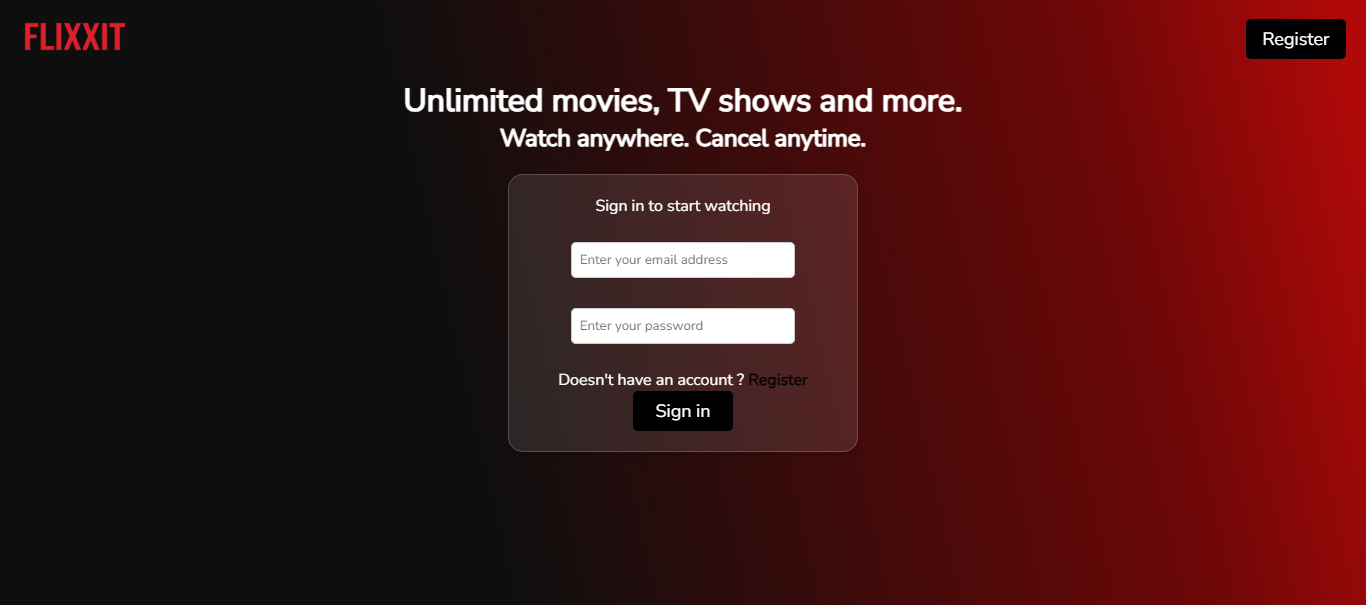 FLIXXIT
Register
Unlimited movies, TV shows and more.
Watch anywhere. Cancel anytime.
Sign in to start watching
Enter your email address
Enter your password
Doesn't have an account ? Register
Sign in